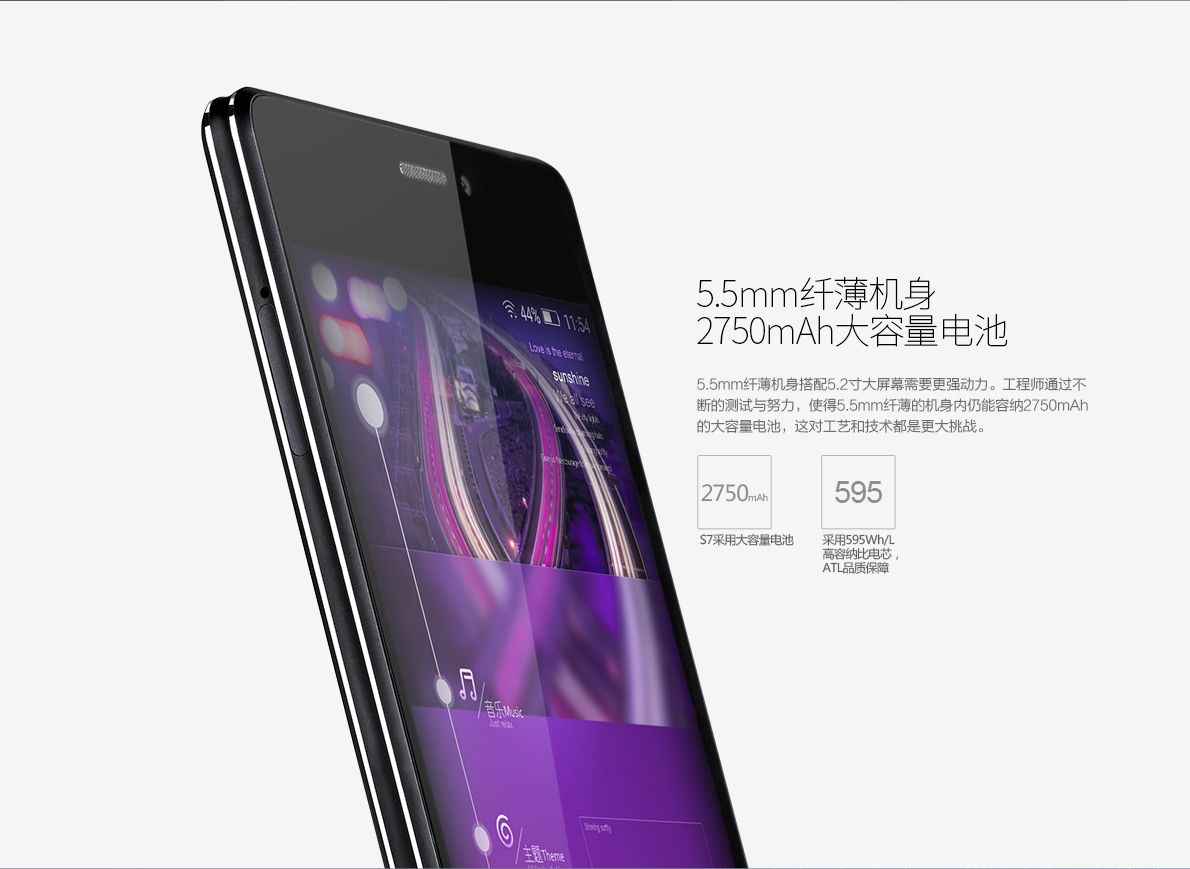 5.5mm纤薄机身
2750mAh大容量电池
5.5mm纤薄机身搭配5.2寸大屏幕需要更强动力。工程师通过不
断的测试与努力，使得5.5mm纤薄的机身内仍能容纳2750mAh
的大容量电池，这对工艺和技术都是更大挑战。
2750mAh
S7采用大容量电池
595
采用595Wh/L
高容纳比电芯，
ATL品质保障
44%
11:54
Love is the eternal
sunshine
We all see
音乐Music
Just relax
主题Theme
Shining softly